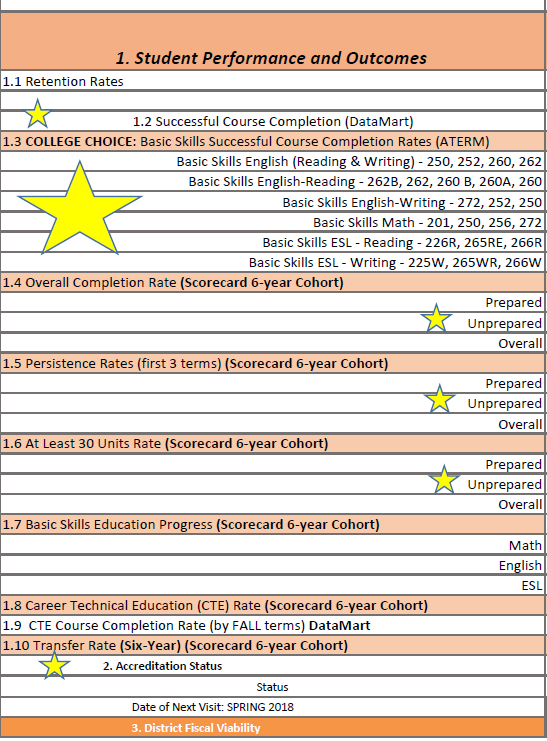 1. Student Performance and Outcomes
1.1 Retention Rates
1.2 Successful Course Completion (DataMart)
1.3 COLLEGE CHOICE: Basic Skills Successful Course Completion Rates (ATERM)
Basic Skills English (Reading & Writing) - 250, 252, 260, 262
Basic Skills English-Reading - 262B, 262, 260 B, 260A, 260
Basic Skills English-Writing - 272, 252, 250
Basic Skills Math - 201, 250, 256, 272
Basic Skills ESL - Reading - 226R, 265RE, 266R
Basic Skills ESL - Writing - 225W, 265WR, 266W
1.4 Overall Completion Rate (Scorecard 6-year Cohort)
Prepared
Unprepared
Overall
1.5 Persistence Rates (first 3 terms) (Scorecard 6-year Cohort)
Prepared
Unprepared
Overall
1.6 At Least 30 Units Rate (Scorecard 6-year Cohort)
Prepared
Unprepared
Overall
1.7 Basic Skills Education Progress (Scorecard 6-year Cohort)
Math
English
ESL
1.8 Career Technical Education (CTE) Rate (Scorecard 6-year Cohort)
1.9 CTE Course Completion Rate (by FALL terms) DataMart
1.10 Transfer Rate (Six-Year) (Scorecard 6-year Cohort)
2. Accreditation Status
Status
Date of Next Visit: SPRING 2018
3. District Fiscal Viability